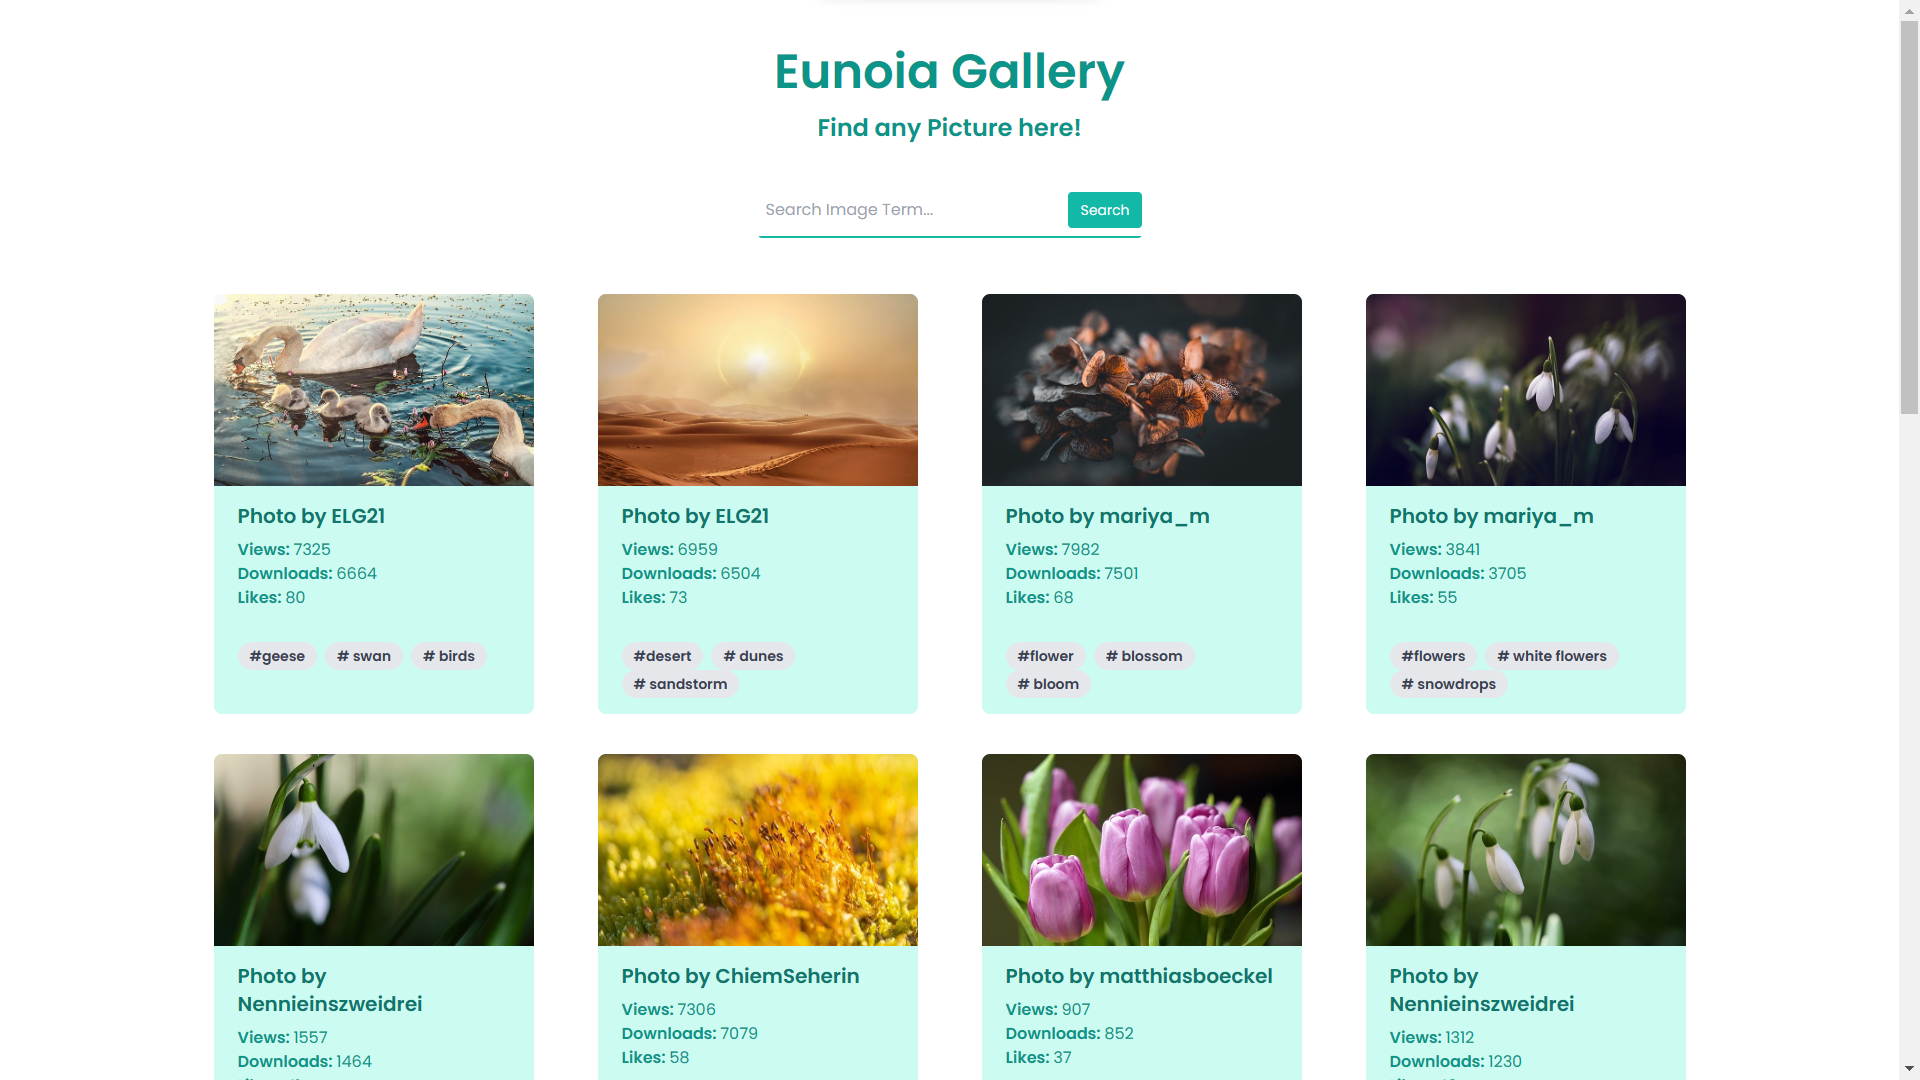 Eunoia Gallery
Find any Picture here!
Search Image Term...
Search
Photo by ELG21
Views: 7325
Downloads: 6664
Likes: 80
#geese # swan # birds
Photo by ELG21
Views: 6959
Downloads: 6504
Likes: 73
#desert # dunes
# sandstorm
Photo by mariya_m
Views: 7982
Downloads: 7501
Likes: 68
#flower # blossom
# bloom
Photo by mariya_m
Views: 3841
Downloads: 3705
Likes: 55
#flowers # white flowers
# snowdrops
Photo by
Nennieinszweidrei
Views: 1557
Downloads: 1464
Photo by ChiemSeherin
Views: 7306
Downloads: 7079
Likes: 58
Photo by matthiasboeckel
Views: 907
Downloads: 852
Likes: 37
Photo by
Nennieinszweidrei
Views: 1312
Downloads: 1230